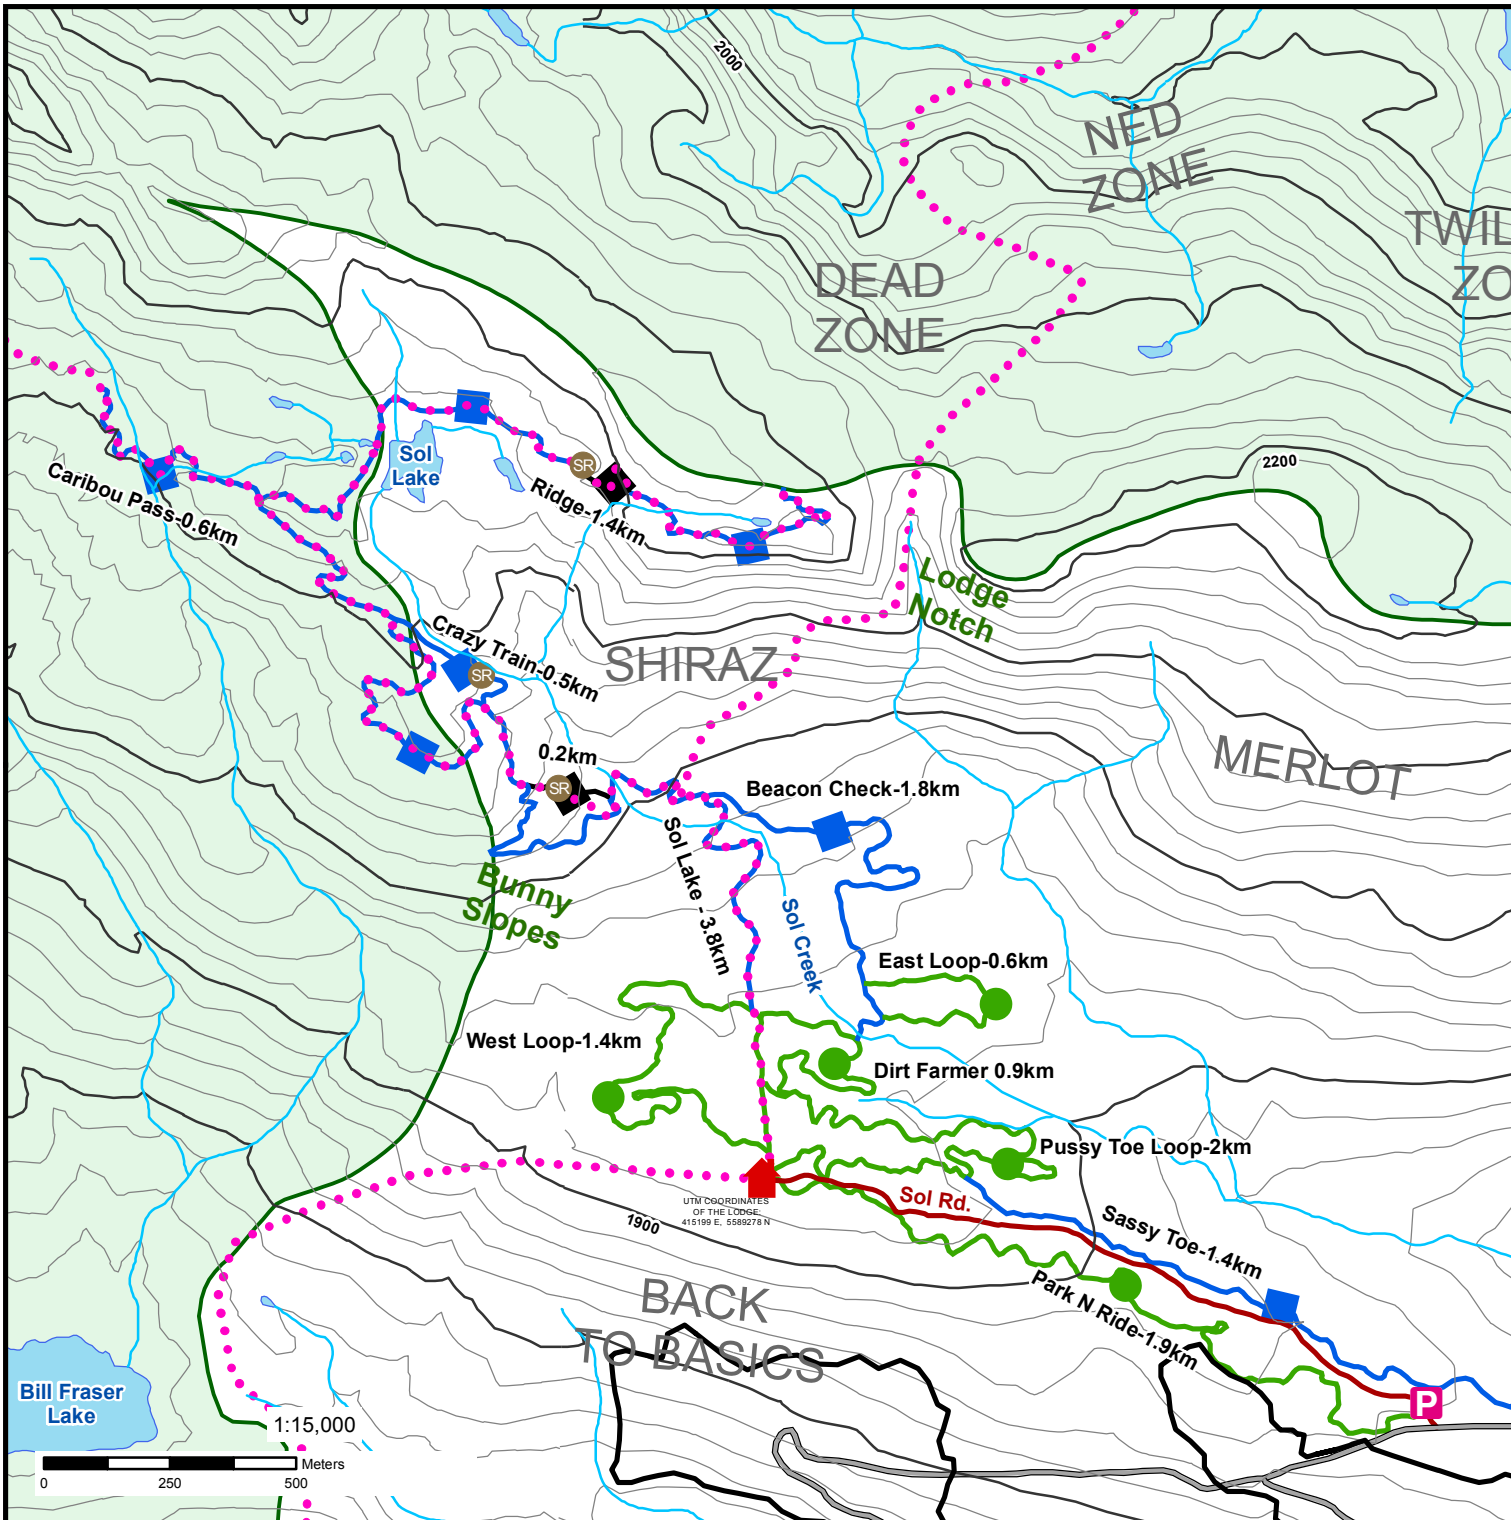 2000
NED
ZONE
TWIL
ZO
DEAD
ZONE
Sol
Lake
SR
Caribou Pass-0.6km
Ridge-1.4km
2200
Lodge
Notch
Crazy Train-0.5km
SR
SHIRAZ
0.2km
SR
MERLOT
Beacon Check-1.8km
Sol Lake - 3.8km
Bunny
Slopes
Sol Creek
East Loop-0.6km
West Loop-1.4km
Dirt Farmer 0.9km
Pussy Toe Loop-2km
UTM COORDINATES
OF THE LODGE:
415199 E, 5589278 N
Sol Rd.
1900
Sassy Toe-1.4km
Park N Ride-1.9km
BACK
TO BASICS
Bill Fraser
Lake
P
1:15,000
Meters
0 250 500